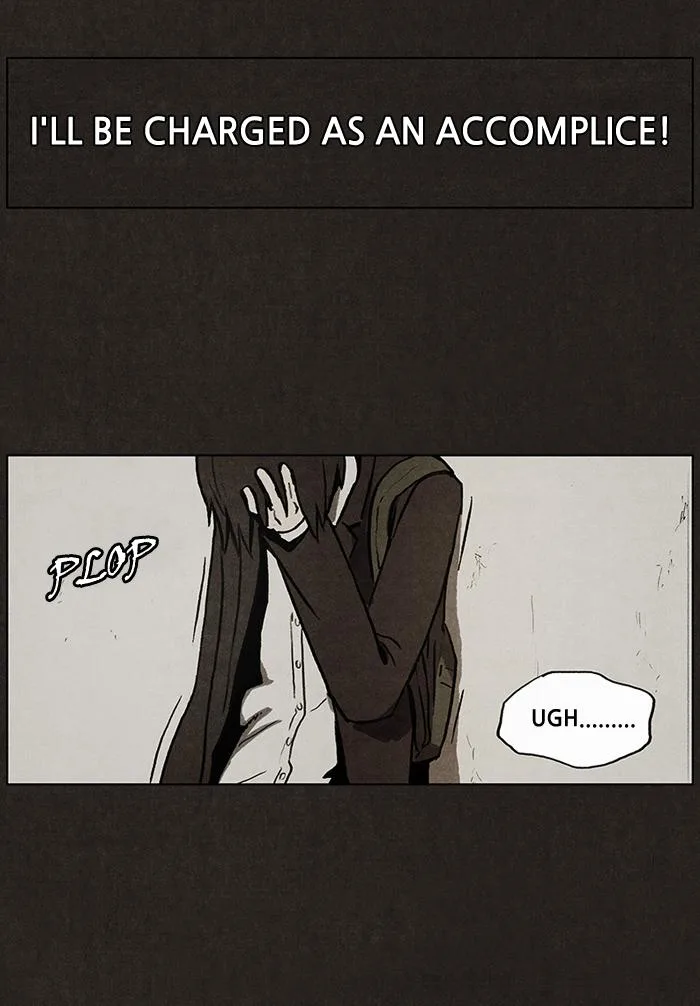 I'LL BE CHARGED AS AN ACCOMPLICE!
PLOP
UGH.........